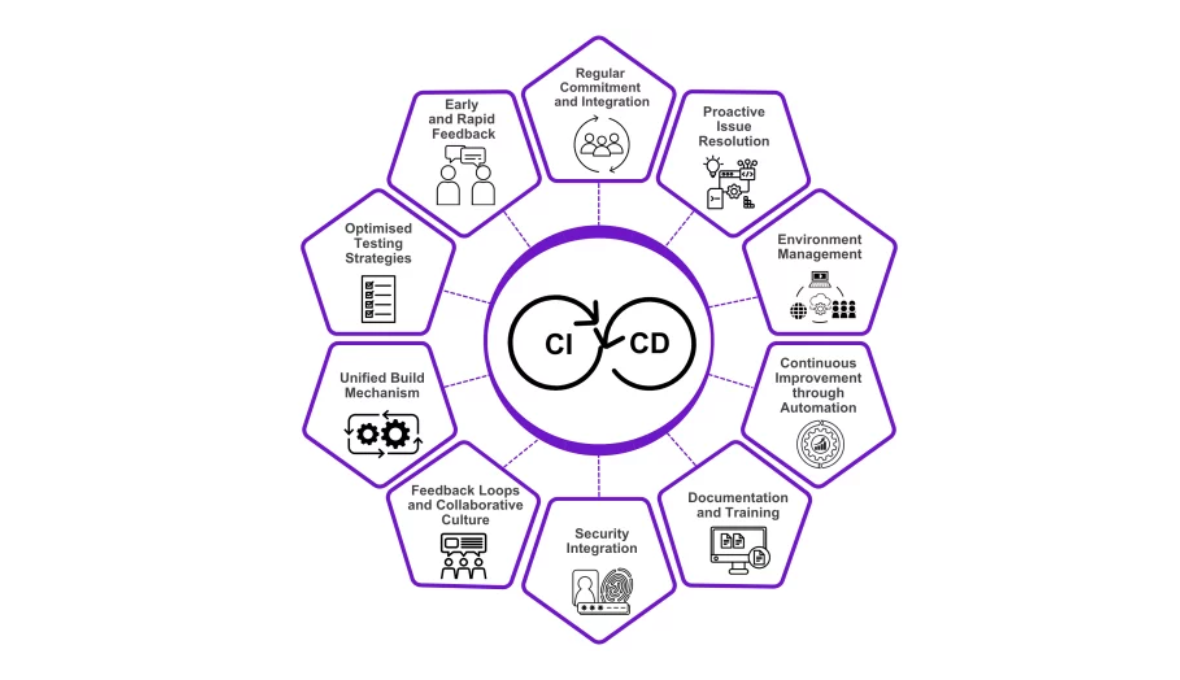 Regular
Commitment
and Integration
Proactive
Issue
Resolution
Environment
Management
Continuous
Improvement
through
Automation
Documentation
and Training
Security
Integration
Feedback Loops
and Collaborative
Culture
Unified Build
Mechanism
Optimised
Testing
Strategies
Early
and Rapid
Feedback
CI
CD